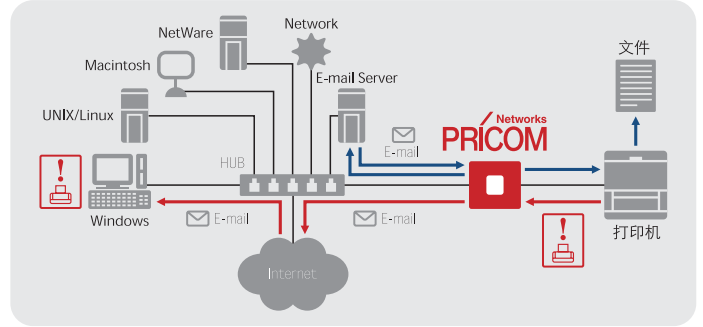 Network
NetWare
文件
Macintosh
E-mail Server
UNIX/Linux
Networks
PRICOM
E-mail
HUB
Windows
E-mail
E-mail
打印机
Internet